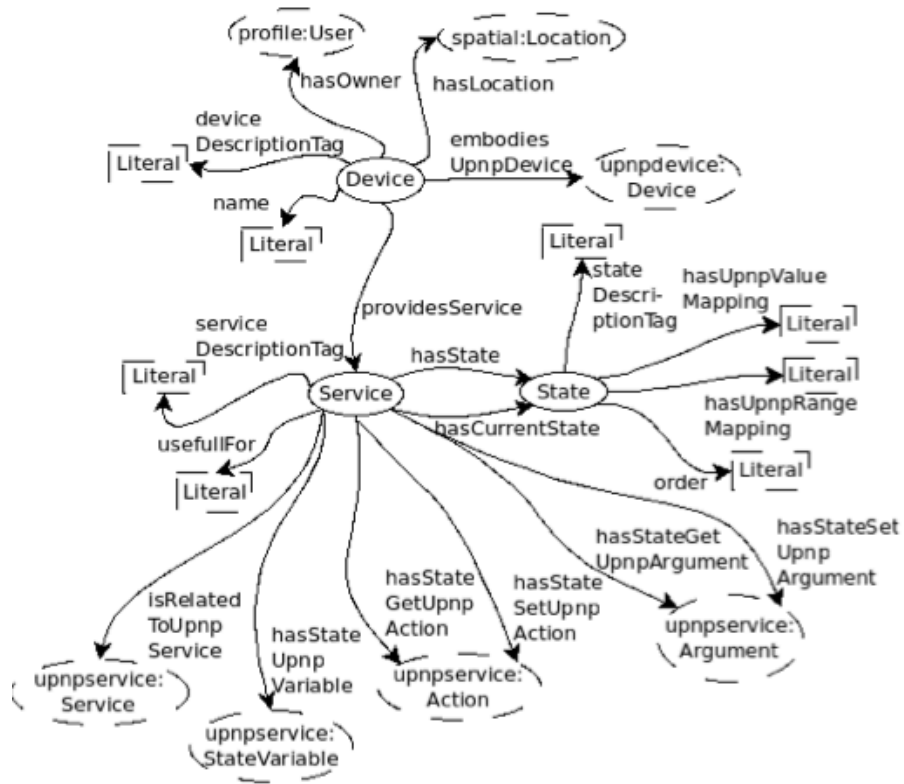 profile:User
spatial:Location
hasOwner
hasLocation
device
DescriptionTag
embodies
UpnpDevice
Literal
Device
upnpdevice:
Device
name
Literal
Literal
state
Descri-
ptionTag
hasUpnpValue
Mapping
providesService
service
DescriptionTag
Literal
hasState
Literal
Literal
Service
State
hasUpnpRange
Mapping
hasCurrentState
usefullFor
Literal
order
Literal
hasStateGet
UpnpArgument
hasStateSet
Upnp
Argument
isRelated
ToUpnp
Service
hasState
Upnp
Variable
hasState
GetUpnp
Action
hasState
SetUpnp
Action
upnpservice:
Argument
upnpservice:
Service
upnpservice:
Action
upnpservice:
StateVariable